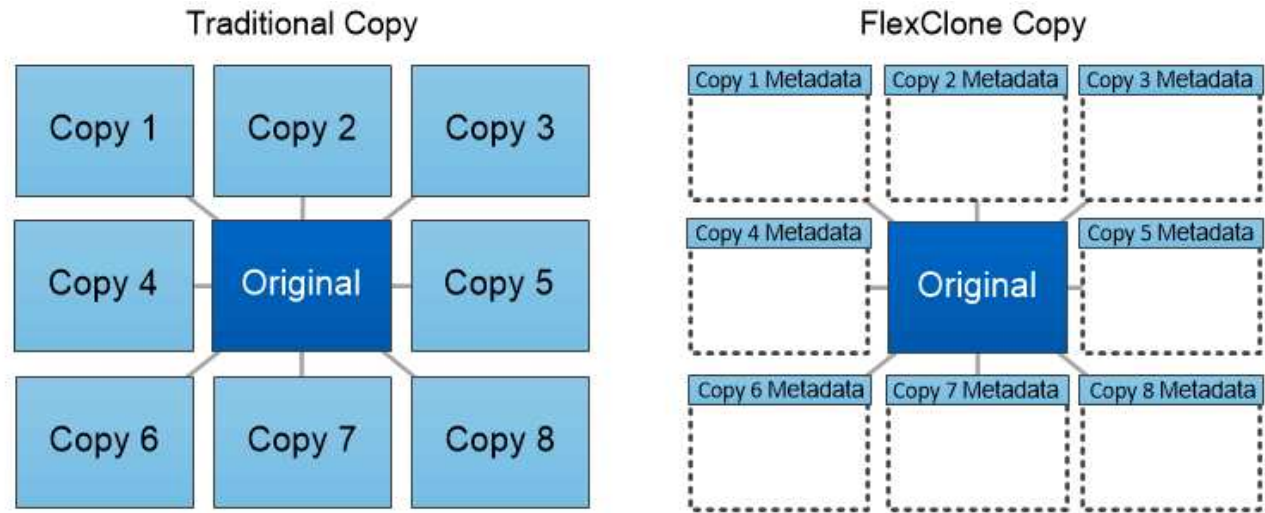 Traditional Copy
Copy 1
Copy 2
Copy 3
Copy 4
Original
Copy 5
Copy 6
Copy 7
Copy 8
FlexClone Copy
Copy 1 Metadata
Copy 2 Metadata
Copy 3 Metadata
Copy 4 Metadata
Original
Copy 5 Metadata
Copy 6 Metadata
Copy 7 Metadata
Copy 8 Metadata